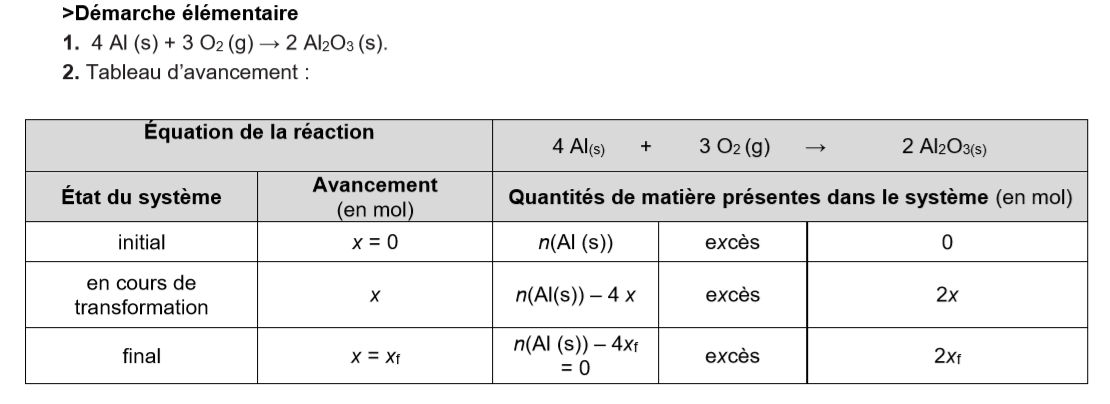 >Démarche élémentaire
1. 4 Al (s) + 3 O₂ (g) → 2 Al₂O₃ (s).
2. Tableau d'avancement :
Équation de la réaction
4 Al(s) + 3 O₂ (g) → 2 Al₂O₃(s)
État du système
Avancement
(en mol)
Quantités de matière présentes dans le système (en mol)
initial
x = 0
n(Al (s))
excès
0
en cours de
transformation
x
n(Al(s)) – 4 x
excès
2x
final
x = xf
n(Al (s)) – 4xf
= 0
excès
2xf